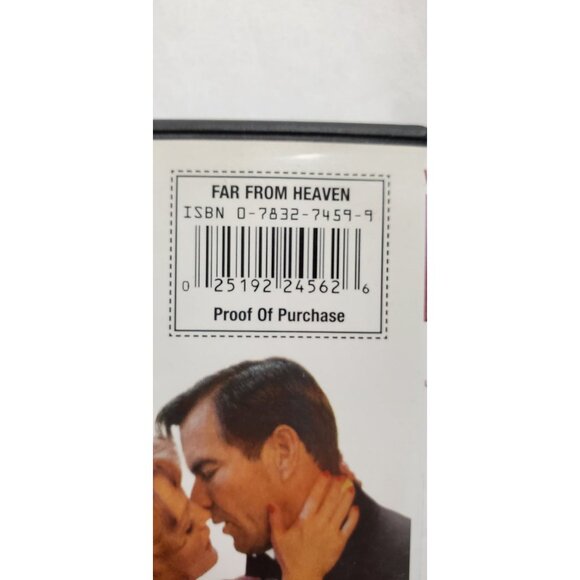 FAR FROM HEAVEN
ISBN 0-7832-7459-9
0 25192 24562 6
Proof Of Purchase